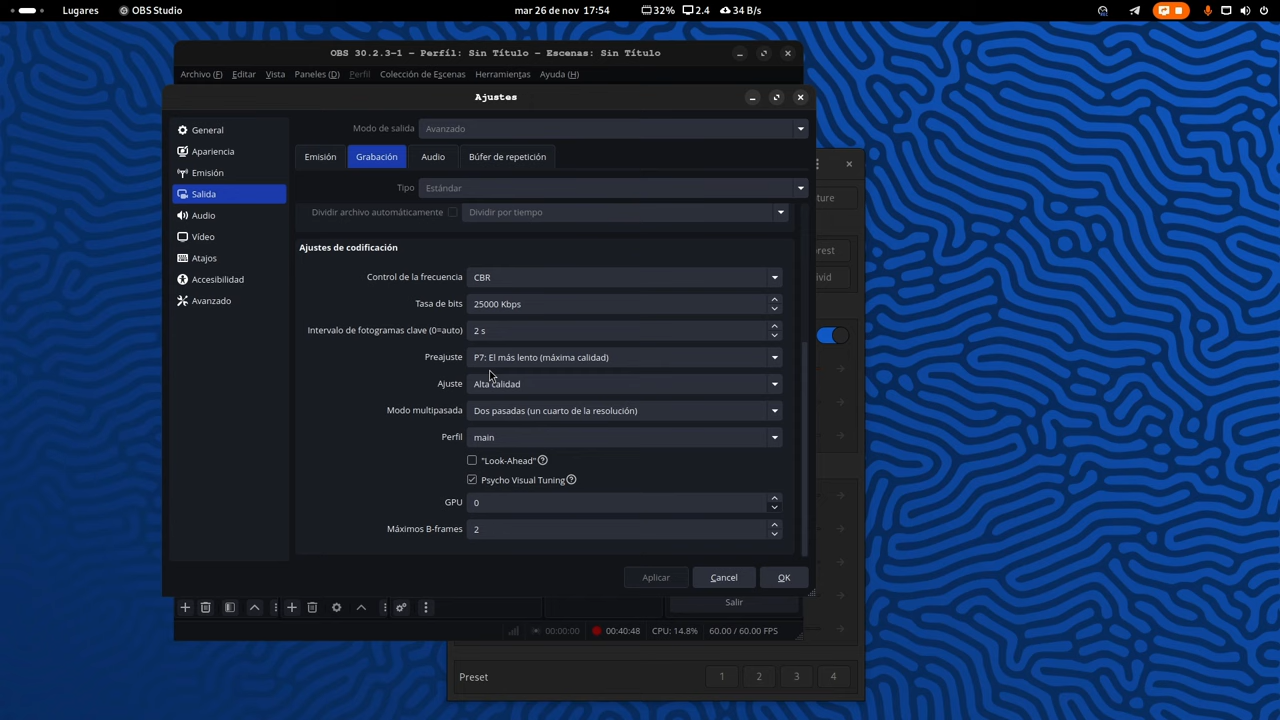 Lugares OBS Studio mar 26 de nov 17:54 32% 2.4 34 B/s
OBS 30.2.3-1 - Perfil: Sin Título - Escenas: Sin Título
Archivo (F) Editar Vista Paneles (D) Perfil Colección de Escenas Herramientas Ayuda (H)
Ajustes
General
Apariencia
Emisión
Salida
Audio
Vídeo
Atajos
Accesibilidad
Avanzado
Modo de salida Avanzado
Emisión Grabación Audio Búfer de repetición
Tipo Estándar
Dividir archivo automáticamente Dividir por tiempo
Ajustes de codificación
Control de la frecuencia CBR
Tasa de bits 25000 Kbps
Intervalo de fotogramas clave (0=auto) 2 s
Preajuste P7: El más lento (máxima calidad)
Ajuste Alta calidad
Modo multipasada Dos pasadas (un cuarto de la resolución)
Perfil main
"Look-Ahead"
Psycho Visual Tuning
GPU 0
Máximos B-frames 2
Aplicar Cancel OK
ture
rest
vid
Salir
00:00:00 00:40:48 CPU: 14.8% 60.00 / 60.00 FPS
Preset 1 2 3 4